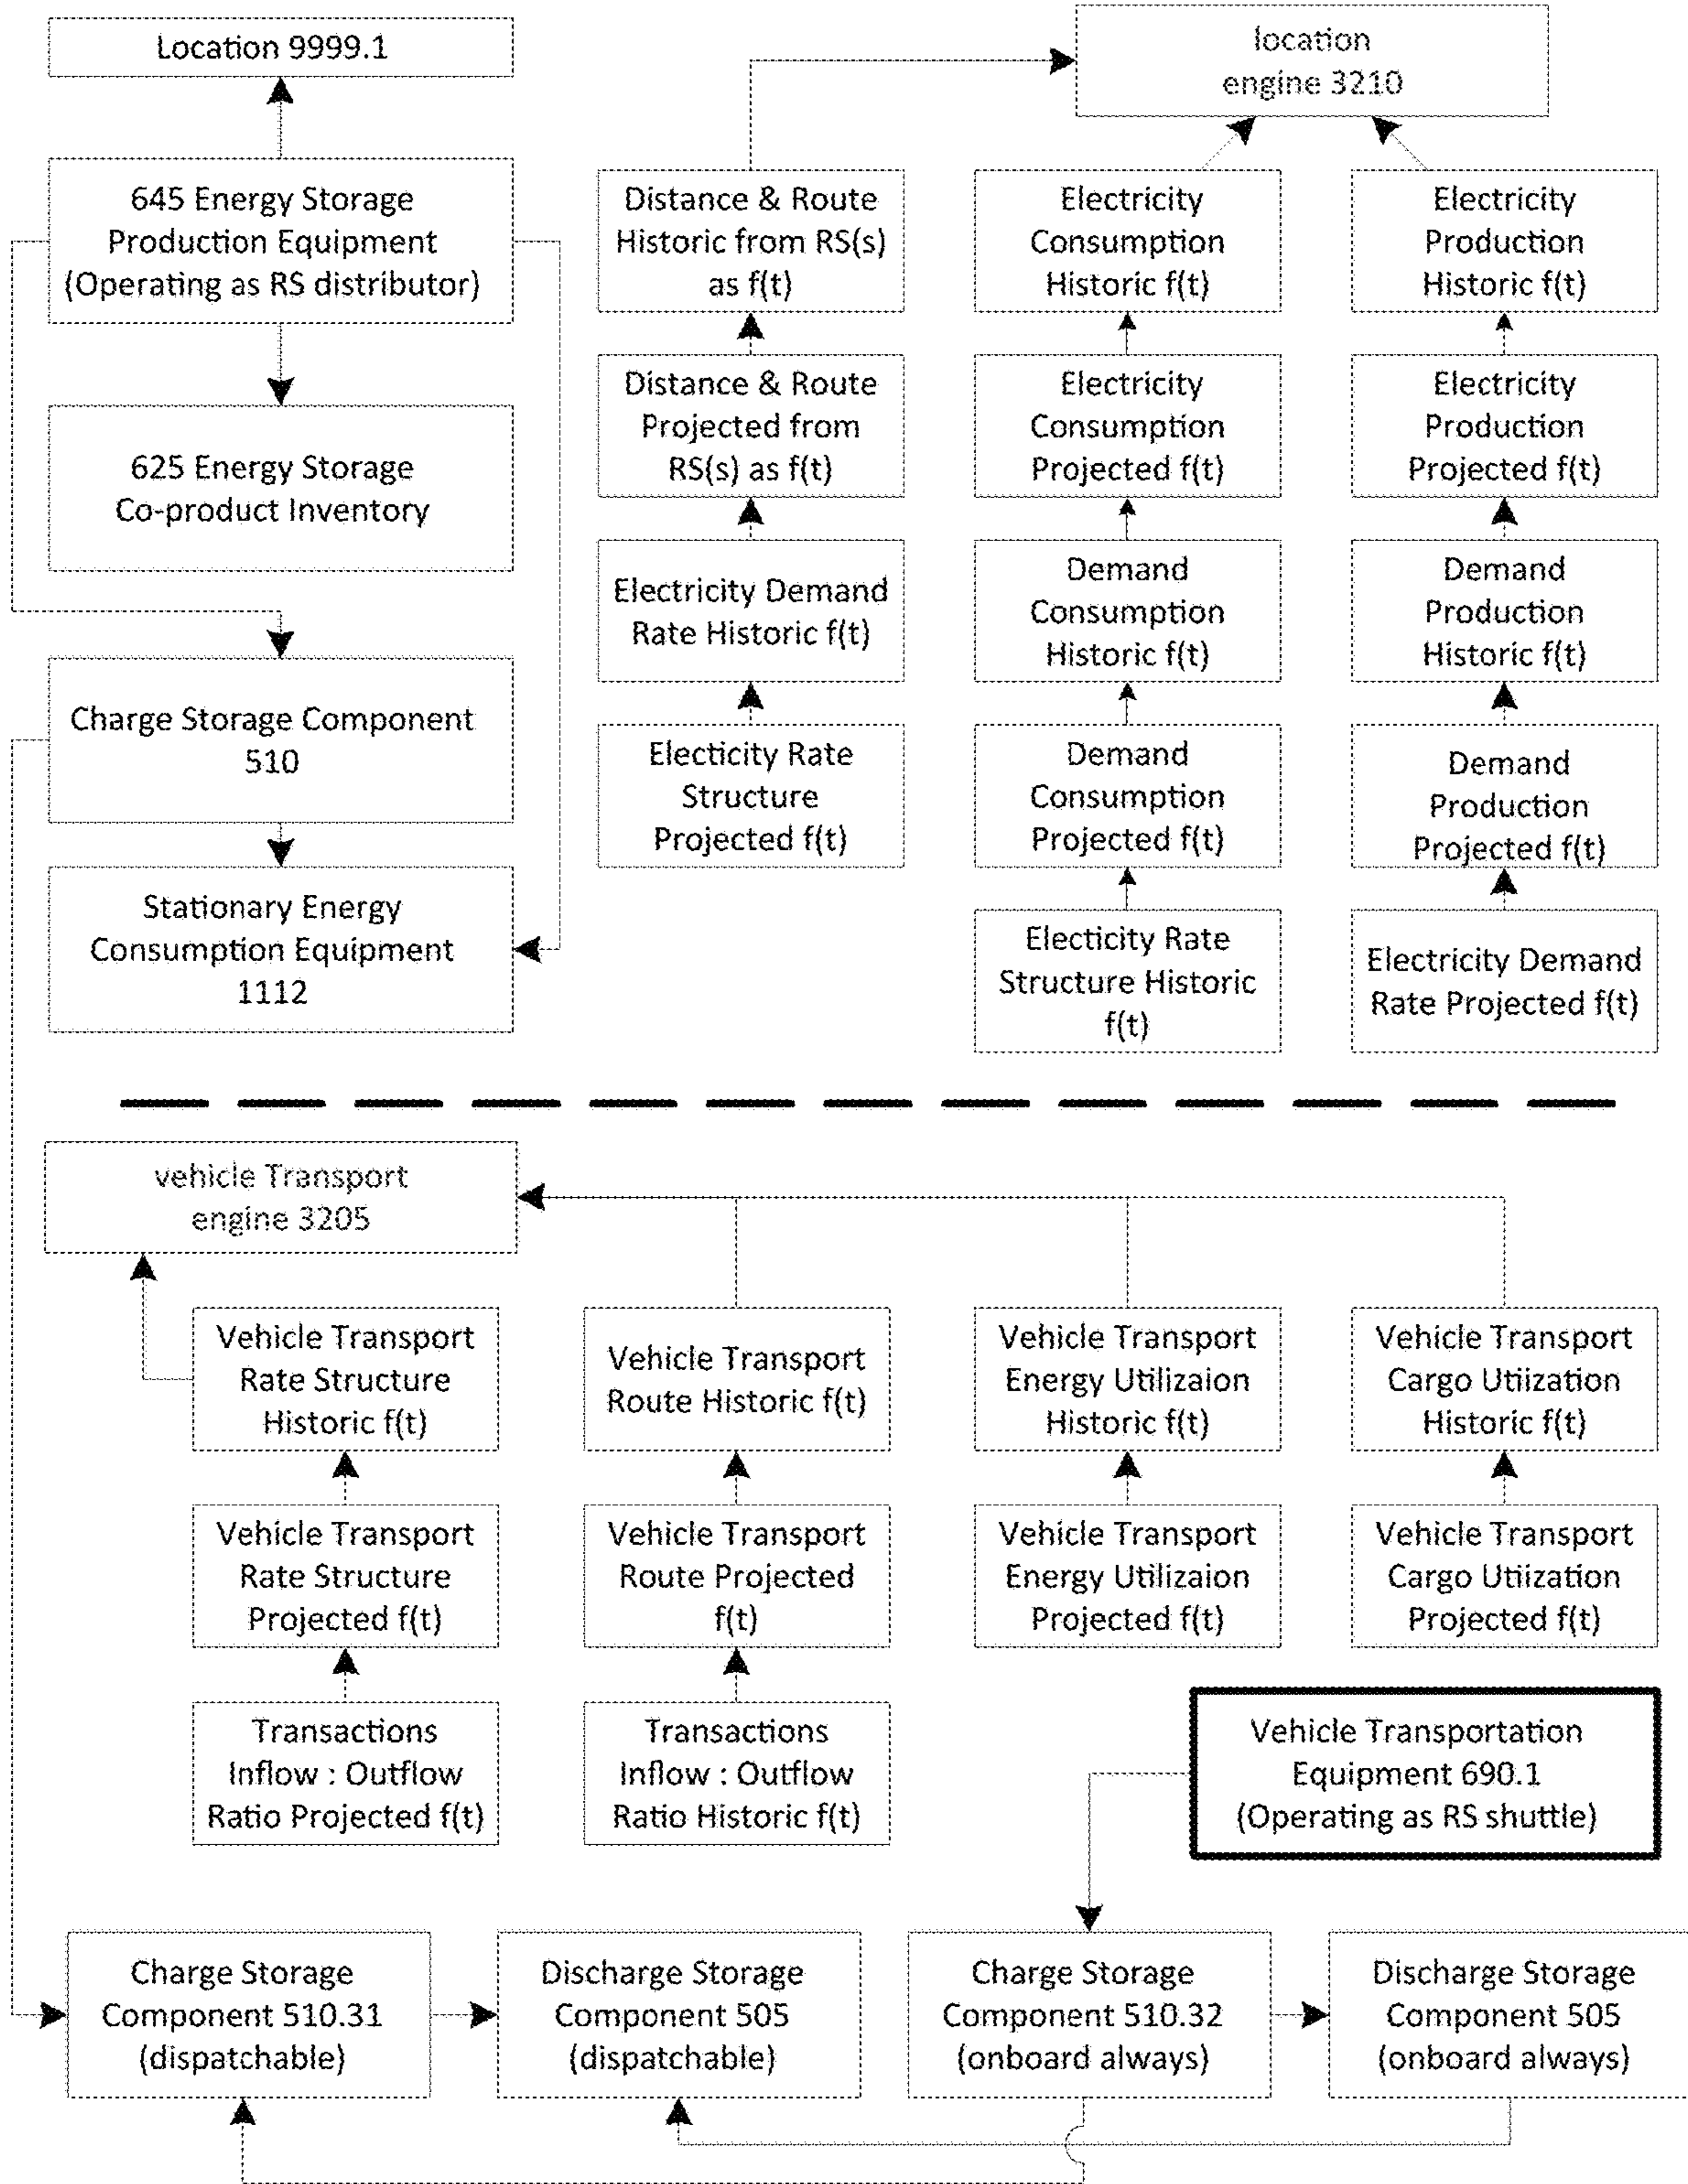 Location 9999.1
location
engine 3210
645 Energy Storage
Production Equipment
(Operating as RS distributor)
Distance & Route
Historic from RS(s)
as f(t)
Electricity
Consumption
Historic f(t)
Electricity
Production
Historic f(t)
625 Energy Storage
Co-product Inventory
Distance & Route
Projected from
RS(s) as f(t)
Electricity
Consumption
Projected f(t)
Electricity
Production
Projected f(t)
Electricity Demand
Rate Historic f(t)
Demand
Consumption
Historic f(t)
Demand
Production
Historic f(t)
Charge Storage Component
510
Electicity Rate
Structure
Projected f(t)
Demand
Consumption
Projected f(t)
Demand
Production
Projected f(t)
Stationary Energy
Consumption Equipment
1112
Electicity Rate
Structure Historic
f(t)
Electricity Demand
Rate Projected f(t)
vehicle Transport
engine 3205
Vehicle Transport
Rate Structure
Historic f(t)
Vehicle Transport
Route Historic f(t)
Vehicle Transport
Energy Utilizaion
Historic f(t)
Vehicle Transport
Cargo Utiization
Historic f(t)
Vehicle Transport
Rate Structure
Projected f(t)
Vehicle Transport
Route Projected
f(t)
Vehicle Transport
Energy Utilizaion
Projected f(t)
Vehicle Transport
Cargo Utiization
Projected f(t)
Transactions
Inflow : Outflow
Ratio Projected f(t)
Transactions
Inflow : Outflow
Ratio Historic f(t)
Vehicle Transportation
Equipment 690.1
(Operating as RS shuttle)
Charge Storage
Component 510.31
(dispatchable)
Discharge Storage
Component 505
(dispatchable)
Charge Storage
Component 510.32
(onboard always)
Discharge Storage
Component 505
(onboard always)